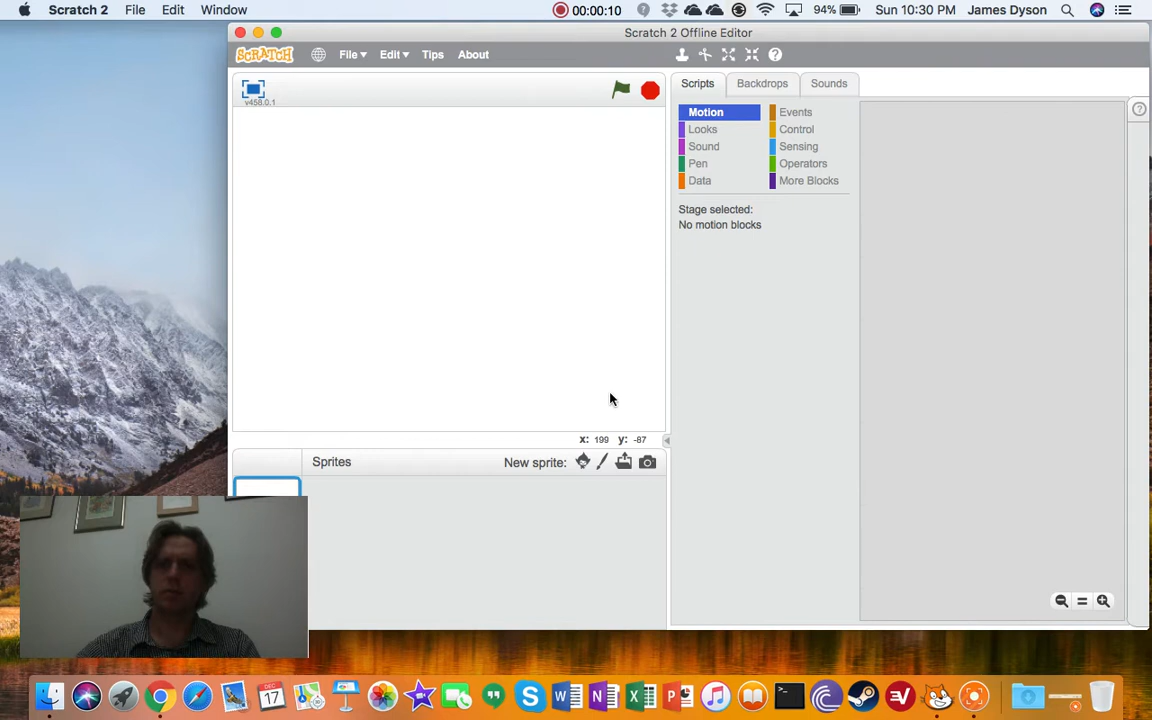 Scratch 2 File Edit Window 00:00:10 94% Sun 10:30 PM James Dyson
Scratch 2 Offline Editor
SCRATCH File Edit Tips About
v458.0.1
Scripts Backdrops Sounds
Motion Events
Looks Control
Sound Sensing
Pen Operators
Data More Blocks
Stage selected:
No motion blocks
x: 199 y: -87
Sprites New sprite:
DEC
17